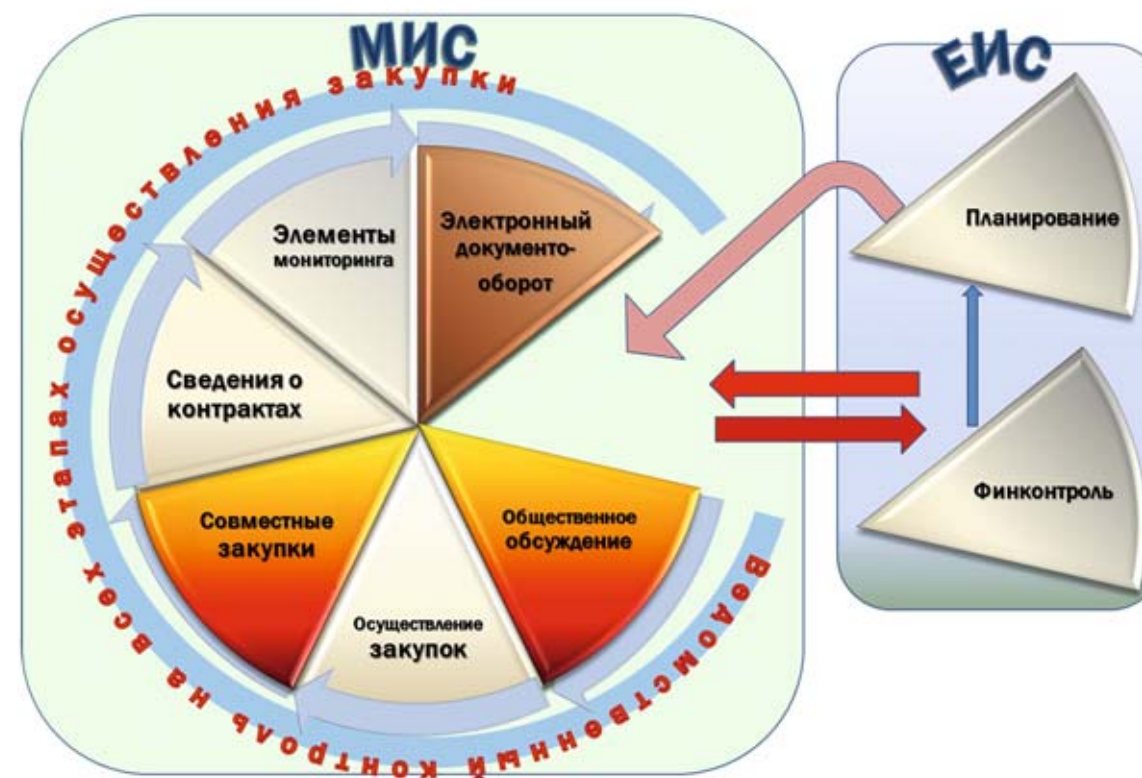 МИС
ЕИС
Ведомственный контроль на всех этапах осуществления закупки
Элементы
мониторинга
Электронный
документо-
оборот
Сведения о
контрактах
Совместные
закупки
Осуществление
закупок
Общественное
обсуждение
Планирование
Финконтроль